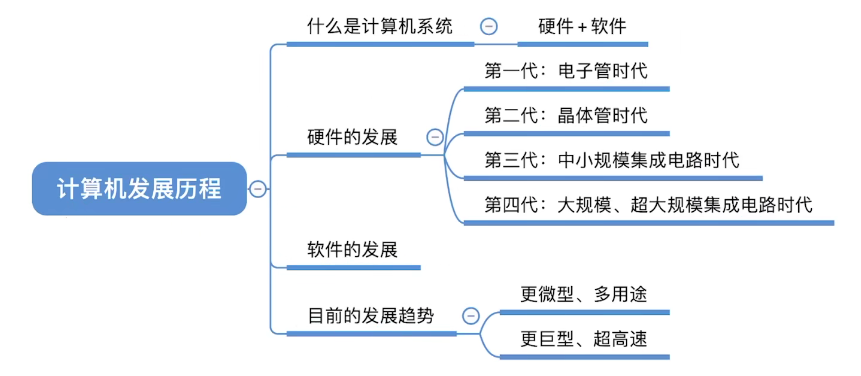 计算机发展历程
什么是计算机系统
硬件 + 软件
硬件的发展
第一代：电子管时代
第二代：晶体管时代
第三代：中小规模集成电路时代
第四代：大规模、超大规模集成电路时代
软件的发展
目前的发展趋势
更微型、多用途
更巨型、超高速